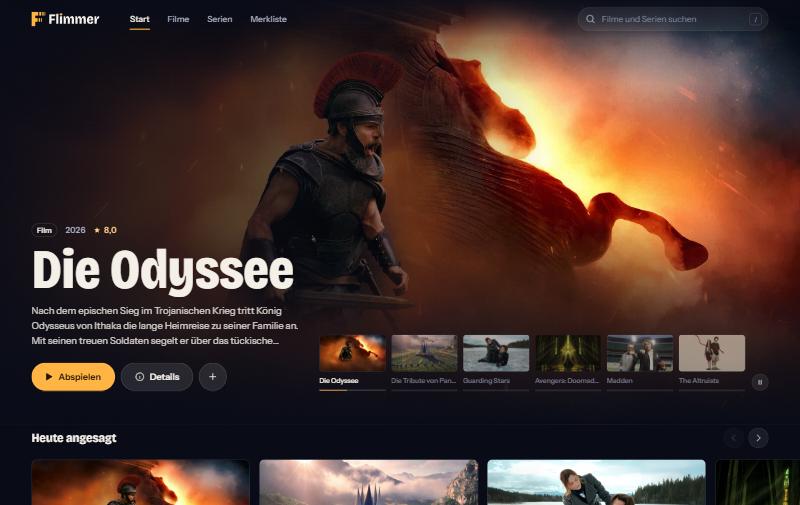 Flimmer
Start
Filme
Serien
Merkliste
Filme und Serien suchen
/
Film
2026
★ 8,0
Die Odyssee
Nach dem epischen Sieg im Trojanischen Krieg tritt König
Odysseus von Ithaka die lange Heimreise zu seiner Familie an.
Mit seinen treuen Soldaten segelt er über das tückische...
Abspielen
Details
Die Odyssee
Die Tribute von Pan...
Guarding Stars
Avengers: Doomsd...
Madden
The Altruists
Heute angesagt